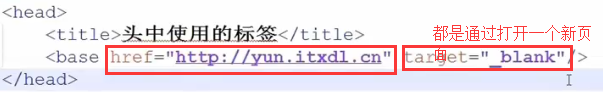 <head>
<title>头中使用的标签</title>
都是通过打开一个新页
面
<base href="http://yun.itxdl.cn" target="_blank"/>
</head>